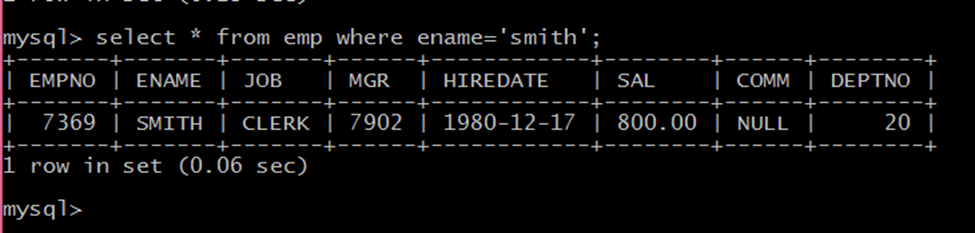 mysql> select * from emp where ename='smith';
+-------+-------+-------+------+------------+--------+------+--------+
| EMPNO | ENAME | JOB   | MGR  | HIREDATE   | SAL    | COMM | DEPTNO |
+-------+-------+-------+------+------------+--------+------+--------+
|  7369 | SMITH | CLERK | 7902 | 1980-12-17 | 800.00 | NULL |     20 |
+-------+-------+-------+------+------------+--------+------+--------+
1 row in set (0.06 sec)
mysql>